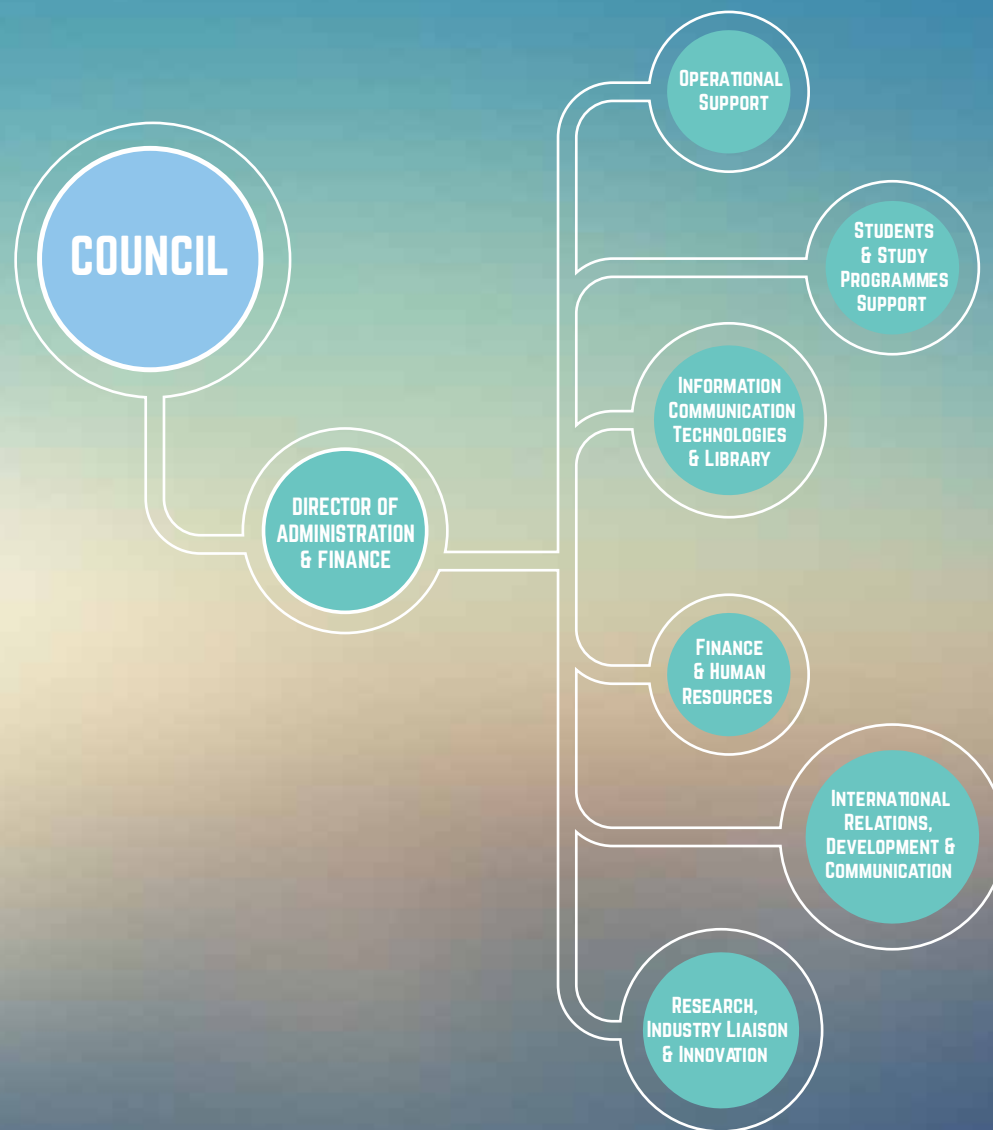 COUNCIL
DIRECTOR OF
ADMINISTRATION
& FINANCE
OPERATIONAL
SUPPORT
STUDENTS
& STUDY
PROGRAMMES
SUPPORT
INFORMATION
COMMUNICATION
TECHNOLOGIES
& LIBRARY
FINANCE
& HUMAN
RESOURCES
INTERNATIONAL
RELATIONS,
DEVELOPMENT &
COMMUNICATION
RESEARCH,
INDUSTRY LIAISON
& INNOVATION